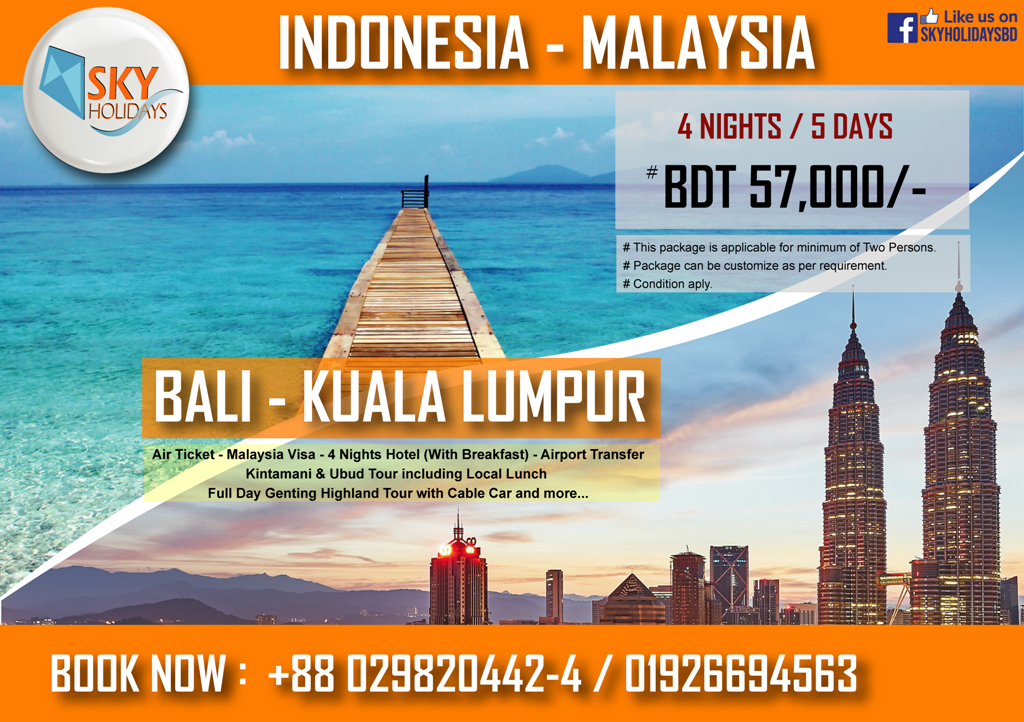 INDONESIA - MALAYSIA
Like us on
SKYHOLIDAYSBD
SKY
HOLIDAYS
4 NIGHTS / 5 DAYS
# BDT 57,000/-
# This package is applicable for minimum of Two Persons.
# Package can be customize as per requirement.
# Condition aply.
BALI - KUALA LUMPUR
Air Ticket - Malaysia Visa - 4 Nights Hotel (With Breakfast) - Airport Transfer
Kintamani & Ubud Tour including Local Lunch
Full Day Genting Highland Tour with Cable Car and more...
BOOK NOW : +88 029820442-4 / 01926694563